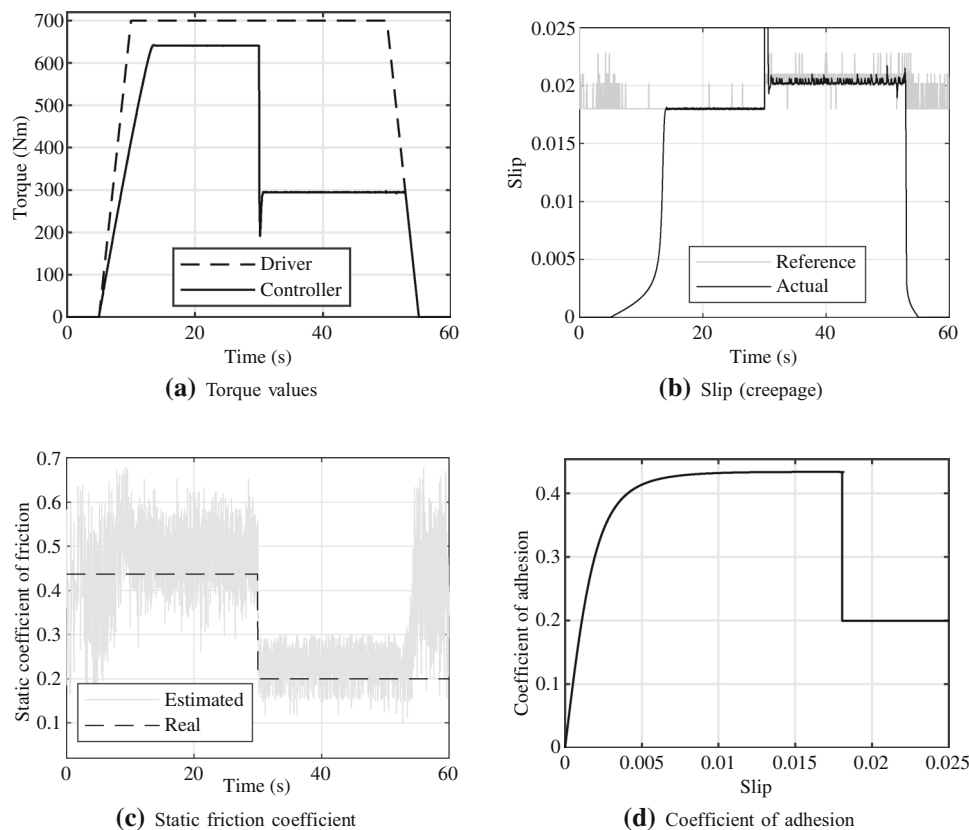 700
600
500
400
300
200
100
0
Torque (Nm)
Driver
Controller
0
20
40
60
Time (s)
(a) Torque values
0.025
0.02
0.015
0.01
0.005
0
Slip
Reference
Actual
0
20
40
60
Time (s)
(b) Slip (creepage)
0.7
0.6
0.5
0.4
0.3
0.2
0.1
Static coefficient of friction
Estimated
Real
0
20
40
60
Time (s)
(c) Static friction coefficient
0.4
0.3
0.2
0.1
0
Coefficient of adhesion
0
0.005
0.01
0.015
0.02
0.025
Slip
(d) Coefficient of adhesion